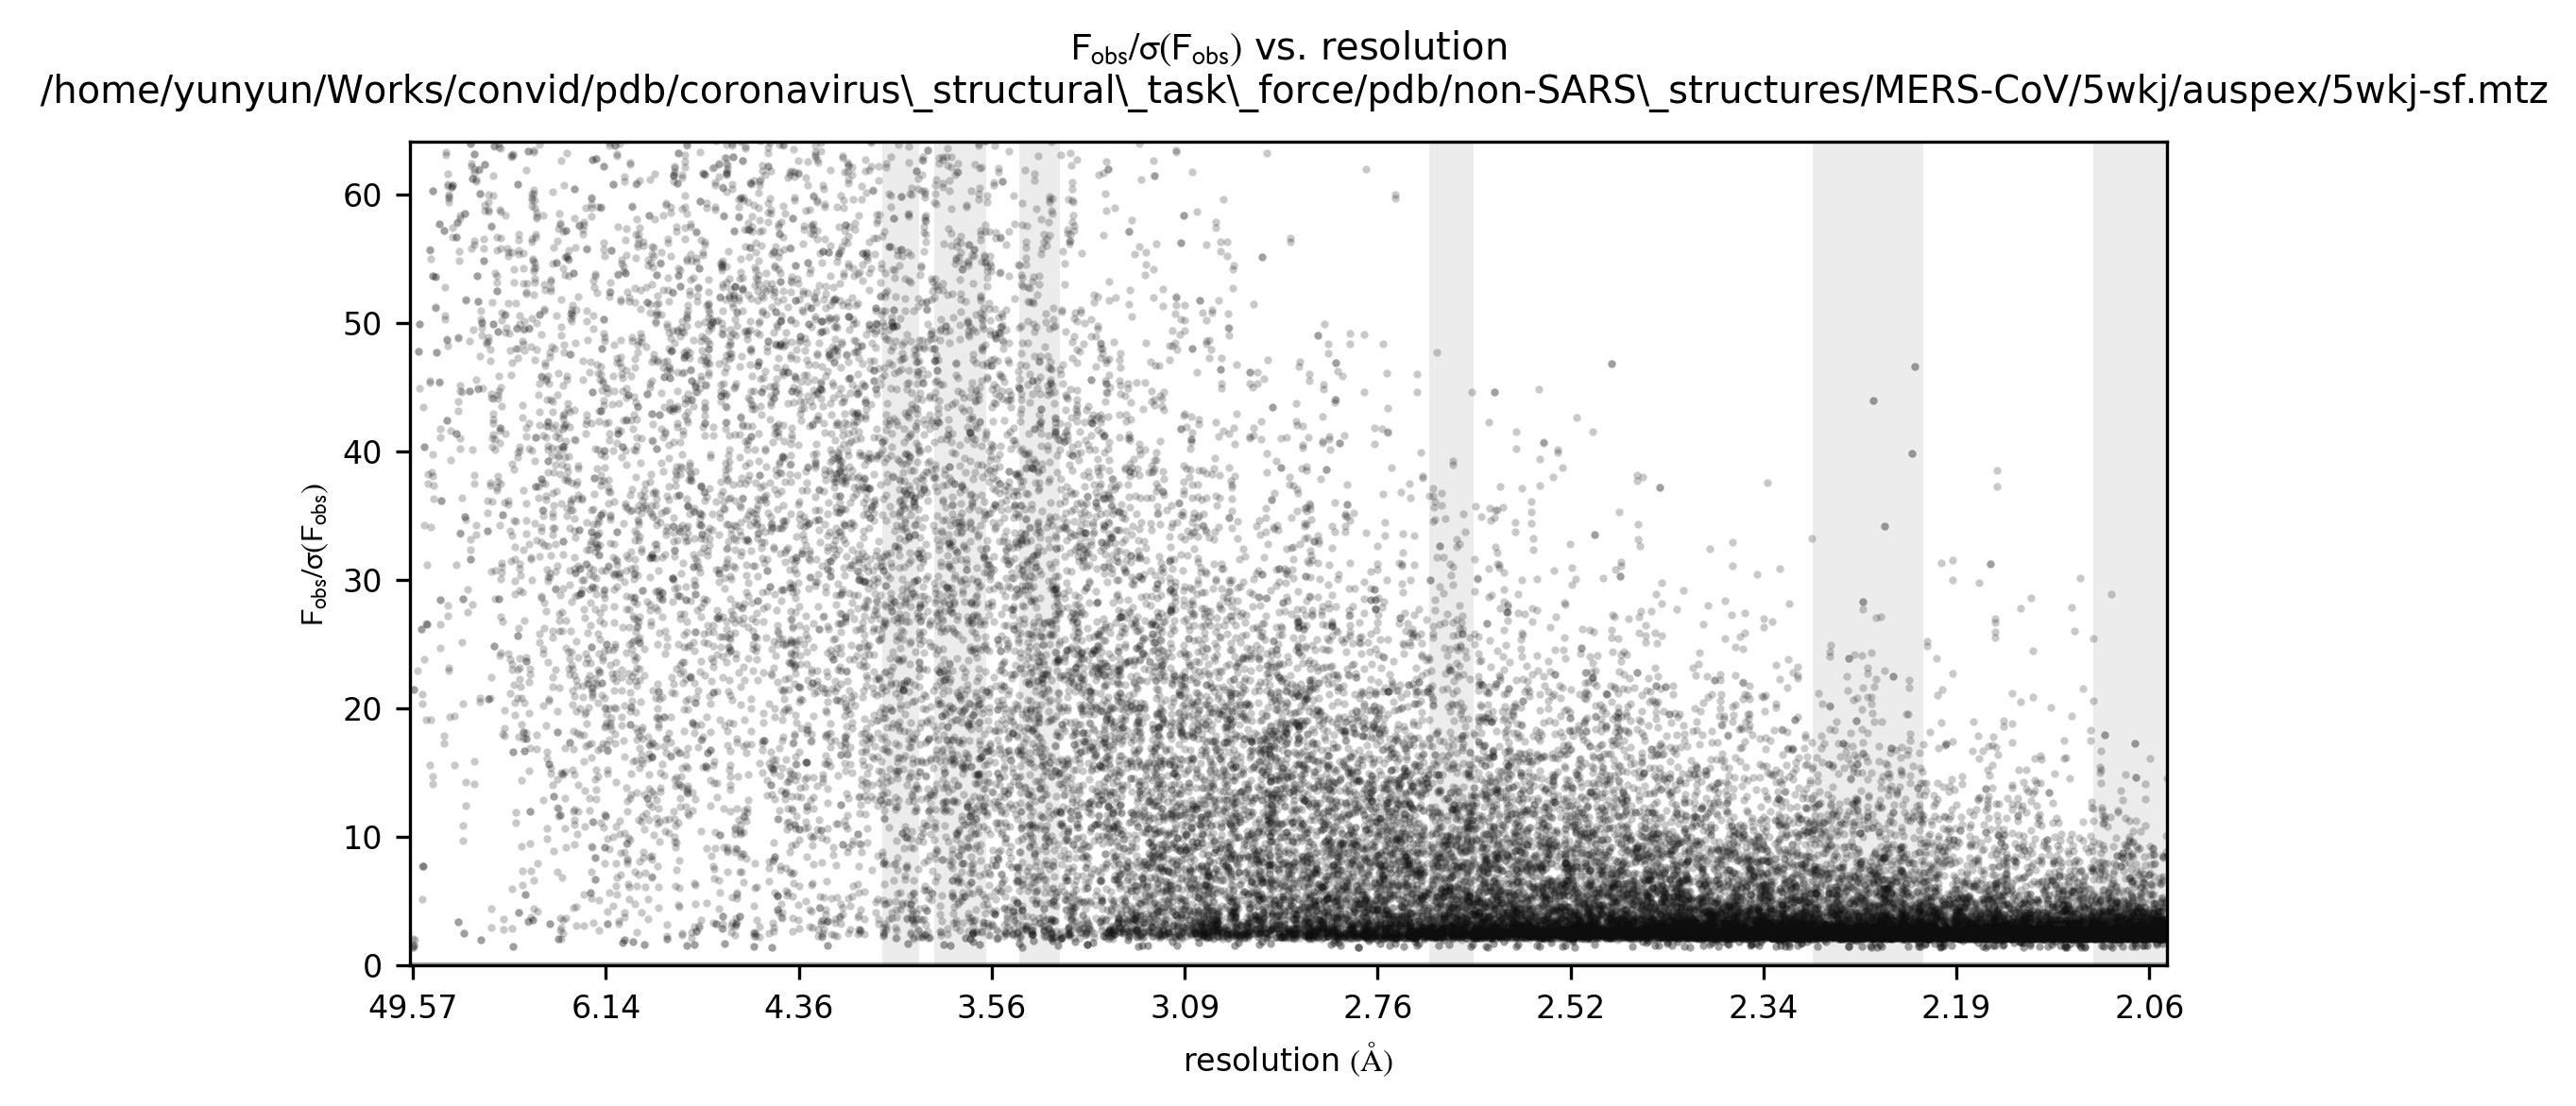 Fobs/σ(Fobs) vs. resolution
/home/yunyun/Works/convid/pdb/coronavirus\_structural\_task\_force/pdb/non-SARS\_structures/MERS-CoV/5wkj/auspex/5wkj-sf.mtz
60
50
40
30
20
10
0
Fobs/σ(Fobs)
49.57 6.14 4.36 3.56 3.09 2.76 2.52 2.34 2.19 2.06
resolution (Å)